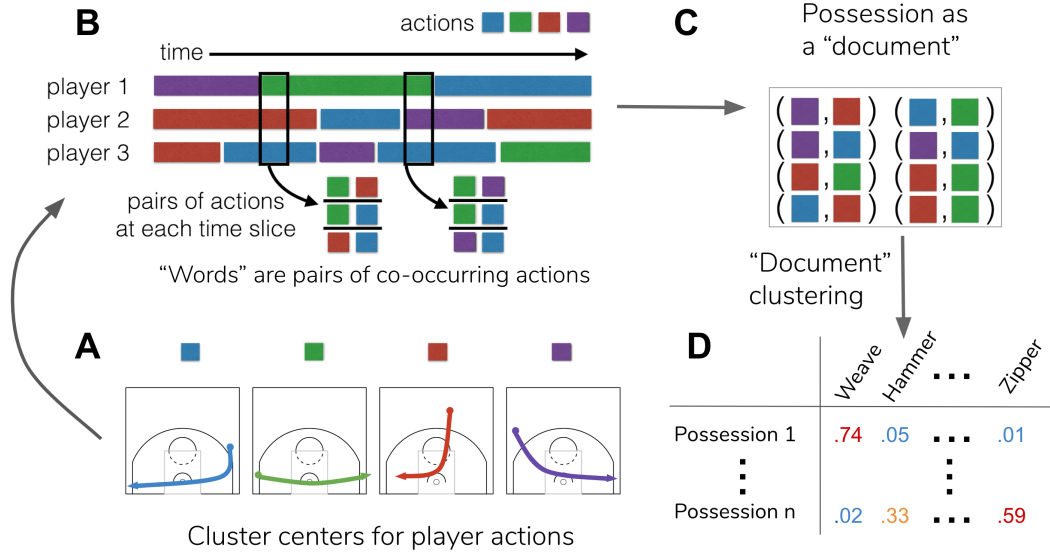 B
actions
time
player 1
player 2
player 3
pairs of actions
at each time slice
“Words” are pairs of co-occurring actions
C
Possession as
a “document”
( , ) ( , )
( , ) ( , )
( , ) ( , )
( , ) ( , )
“Document”
clustering
A
Cluster centers for player actions
D
Weave Hammer ... Zipper
Possession 1 .74 .05 ... .01
Possession n .02 .33 ... .59